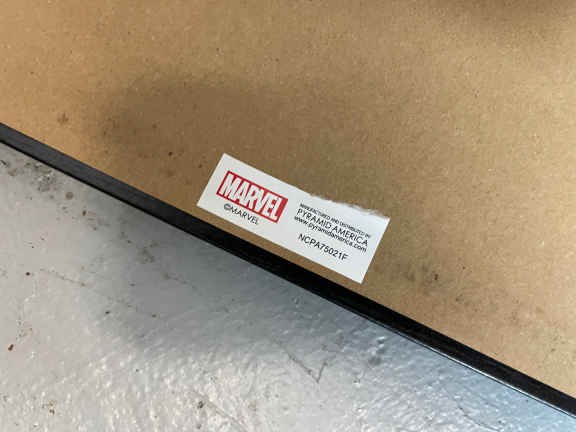 MARVEL
©MARVEL
MANUFACTURED AND DISTRIBUTED BY
PYRAMID AMERICA
www.pyramidamerica.com
NCPA75021F